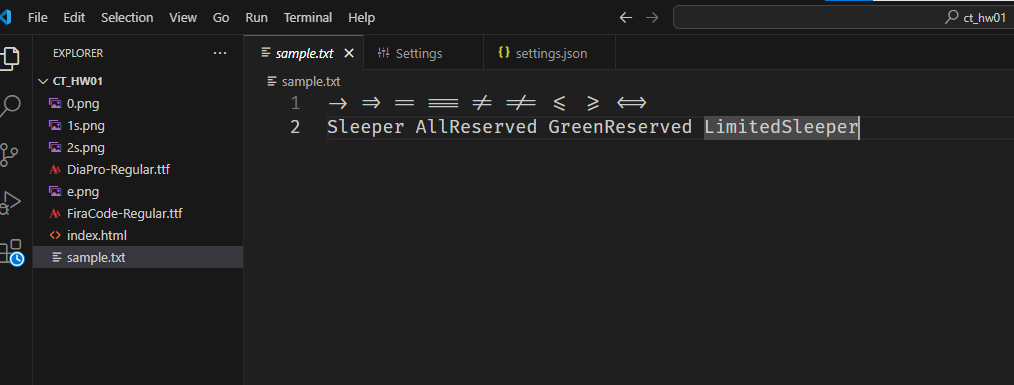 File Edit Selection View Go Run Terminal Help ← → ct_hw01
EXPLORER ...
CT_HW01
0.png
1s.png
2s.png
DiaPro-Regular.ttf
e.png
FiraCode-Regular.ttf
index.html
sample.txt
sample.txt × Settings {} settings.json
sample.txt
1 → ⇒ == === ≠ =/= ⩽ ⩾ ⟺
2 Sleeper AllReserved GreenReserved LimitedSleeper